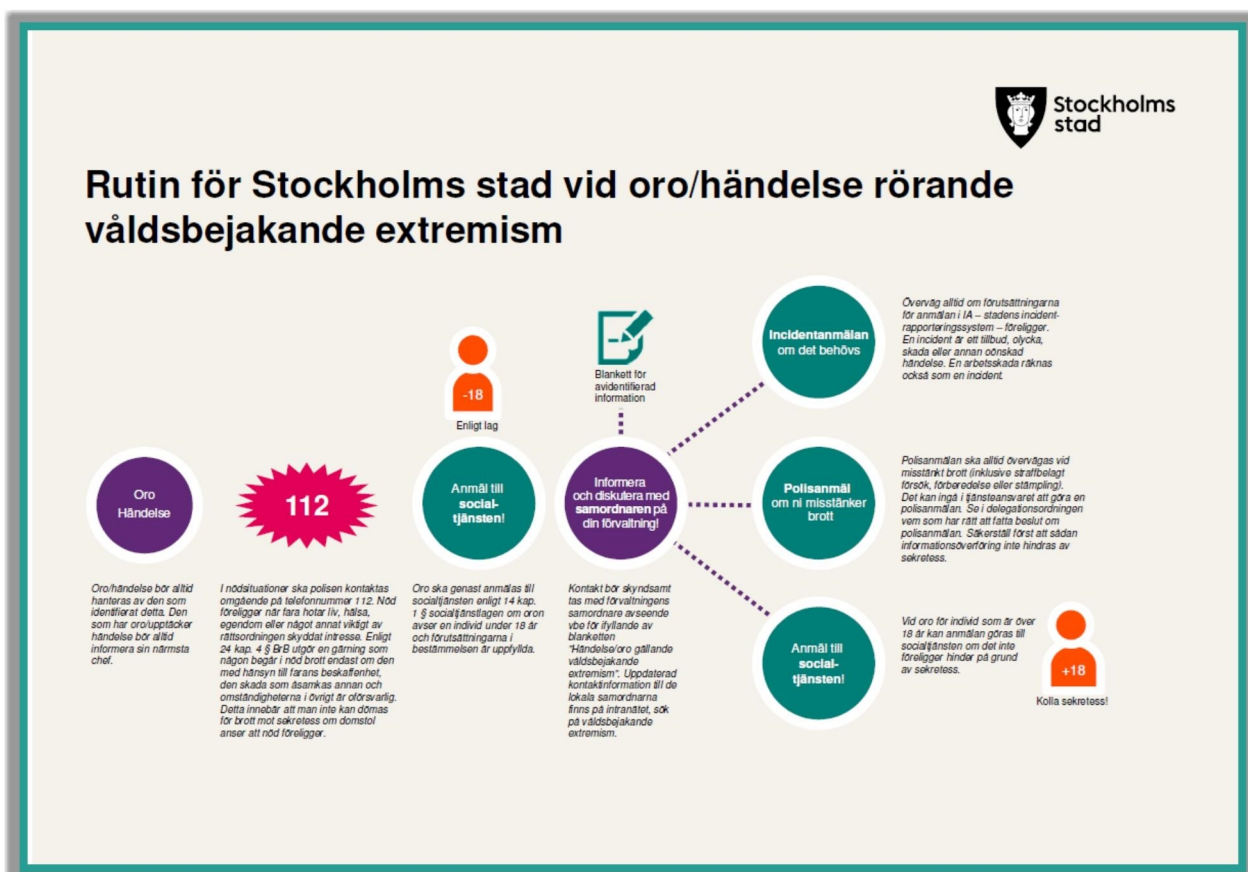 Stockholms
stad
Rutin för Stockholms stad vid oro/händelse rörande
våldsbejakande extremism
Oro
Händelse
Oro/händelse bör alltid
hanteras av den som
identifierat detta. Den
som har oro/upptäcker
händelse bör alltid
informera sin närmsta
chef.
112
I nödsituationer ska polisen kontaktas
omgående på telefonnummer 112. Nöd
föreligger när fara hotar liv, hälsa,
egendom eller något annat viktigt av
rättsordningen skyddat intresse. Enligt
24 kap. 4 § BrB utgör en gärning som
någon begår i nöd brott endast om den
med hänsyn till farans beskaffenhet,
den skada som åsamkas annan och
omständigheterna i övrigt är oförsvarlig.
Detta innebär att man inte kan dömas
för brott mot sekretess om domstol
anser att nöd föreligger.
-18
Enligt lag
Anmäl till
social-
tjänsten!
Oro ska genast anmälas till
socialtjänsten enligt 14 kap.
1 § socialtjänstlagen om oron
avser en individ under 18 år
och förutsättningarna i
bestämmelsen är uppfyllda.
Blankett för
avidentifierad
information
Informera
och diskutera med
samordnaren på
din förvaltning!
Kontakt bör skyndsamt
tas med förvaltningens
samordnare avseende
vbe för ifyllande av
blanketten
"Händelse/oro gällande
våldsbejakande
extremism". Uppdaterad
kontaktinformation till de
lokala samordnarna
finns på intranätet, sök
på våldsbejakande
extremism.
Incidentanmälan
om det behövs
Överväg alltid om förutsättningarna
för anmälan i IA – stadens incident-
rapporteringssystem – föreligger.
En incident är ett tillbud, olycka,
skada eller annan oönskad
händelse. En arbetsskada räknas
också som en incident.
Polisanmäl
om ni misstänker
brott
Polisanmälan ska alltid övervägas vid
misstänkt brott (inklusive straffbelagt
försök, förberedelse eller stämpling).
Det kan ingå i tjänsteansvaret att göra en
polisanmälan. Se i delegationsordningen
vem som har rätt att fatta beslut om
polisanmälan. Säkerställ först att sådan
informationsöverföring inte hindras av
sekretess.
Anmäl till
social-
tjänsten!
Vid oro för individ som är över
18 år kan anmälan göras till
socialtjänsten om det inte
föreligger hinder på grund
av sekretess.
+18
Kolla sekretess!